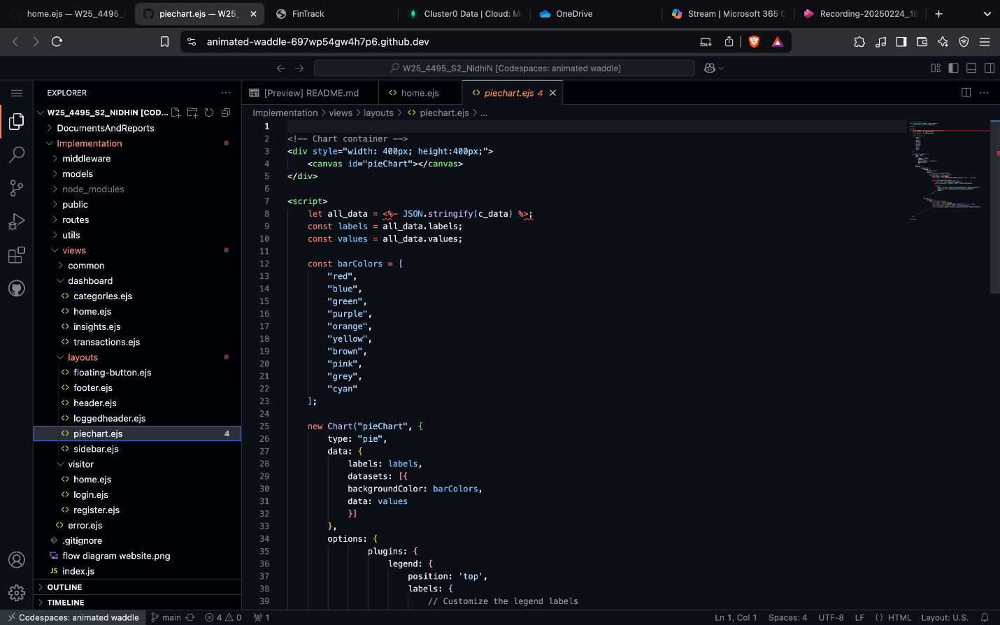 home.ejs — W25_4495_S
piechart.ejs — W25_
FinTrack
Cluster0 Data | Cloud: Mo
OneDrive
Stream | Microsoft 365 C
Recording-20250224_18
animated-waddle-697wp54gw4h7p6.github.dev
W25_4495_S2_NidhiN [Codespaces: animated waddle]
EXPLORER
W25_4495_S2_NIDHIN [COD...
DocumentsAndReports
Implementation
middleware
models
node_modules
public
routes
utils
views
common
dashboard
categories.ejs
home.ejs
insights.ejs
transactions.ejs
layouts
floating-button.ejs
footer.ejs
header.ejs
loggedheader.ejs
piechart.ejs 4
sidebar.ejs
visitor
home.ejs
login.ejs
register.ejs
error.ejs
.gitignore
flow diagram website.png
JS index.js
OUTLINE
TIMELINE
[Preview] README.md
home.ejs
piechart.ejs 4
Implementation > views > layouts > piechart.ejs > ...
1
2 <!-- Chart container -->
3 <div style="width: 400px; height:400px;">
4 <canvas id="pieChart"></canvas>
5 </div>
6
7 <script>
8 let all_data = <%- JSON.stringify(c_data) %>;
9 const labels = all_data.labels;
10 const values = all_data.values;
11
12 const barColors = [
13 "red",
14 "blue",
15 "green",
16 "purple",
17 "orange",
18 "yellow",
19 "brown",
20 "pink",
21 "grey",
22 "cyan"
23 ];
24
25 new Chart("pieChart", {
26 type: "pie",
27 data: {
28 labels: labels,
29 datasets: [{
30 backgroundColor: barColors,
31 data: values
32 }]
33 },
34 options: {
35 plugins: {
36 legend: {
37 position: 'top',
38 labels: {
39 // Customize the legend labels
Codespaces: animated waddle
main
4 0
1
Ln 1, Col 1
Spaces: 4
UTF-8
LF
{} HTML
Layout: U.S.